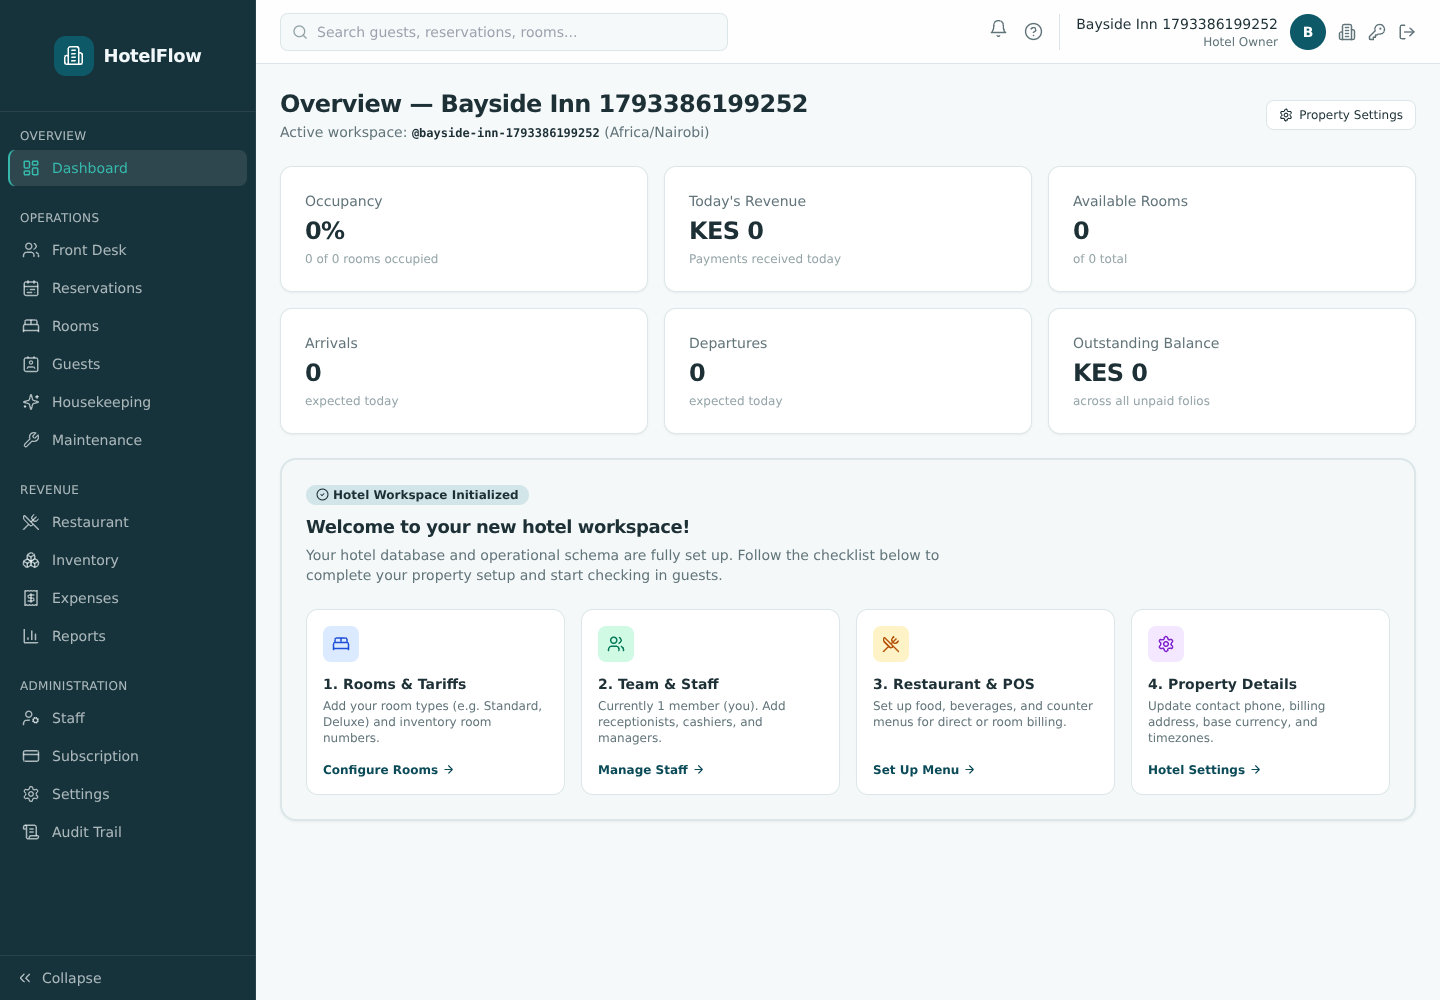 HotelFlow
OVERVIEW
Dashboard
OPERATIONS
Front Desk
Reservations
Rooms
Guests
Housekeeping
Maintenance
REVENUE
Restaurant
Inventory
Expenses
Reports
ADMINISTRATION
Staff
Subscription
Settings
Audit Trail
Collapse
Search guests, reservations, rooms...
Bayside Inn 1793386199252
Hotel Owner
B
Overview — Bayside Inn 1793386199252
Active workspace: @bayside-inn-1793386199252 (Africa/Nairobi)
Property Settings
Occupancy
0%
0 of 0 rooms occupied
Today's Revenue
KES 0
Payments received today
Available Rooms
0
of 0 total
Arrivals
0
expected today
Departures
0
expected today
Outstanding Balance
KES 0
across all unpaid folios
Hotel Workspace Initialized
Welcome to your new hotel workspace!
Your hotel database and operational schema are fully set up. Follow the checklist below to
complete your property setup and start checking in guests.
1. Rooms & Tariffs
Add your room types (e.g. Standard,
Deluxe) and inventory room
numbers.
Configure Rooms →
2. Team & Staff
Currently 1 member (you). Add
receptionists, cashiers, and
managers.
Manage Staff →
3. Restaurant & POS
Set up food, beverages, and counter
menus for direct or room billing.
Set Up Menu →
4. Property Details
Update contact phone, billing
address, base currency, and
timezones.
Hotel Settings →